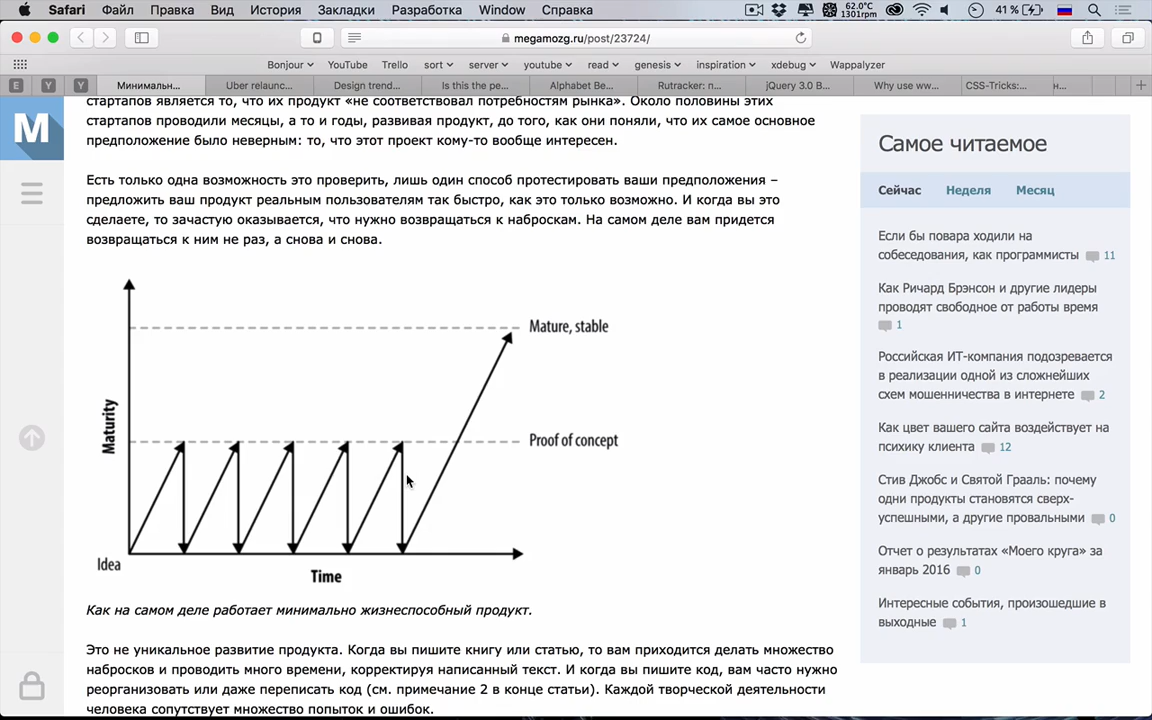 Safari Файл Правка Вид История Закладки Разработка Window Справка 62.0°C 1301rpm 41 %
megamozg.ru/post/23724/
Bonjour YouTube Trello sort server youtube read genesis inspiration xdebug Wappalyzer
E Y Y Минимальн... Uber relaunc... Design trend... Is this the pe... Alphabet Be... Rutracker: п... jQuery 3.0 B... Why use ww... CSS-Tricks:... н...
M
стартапов является то, что их продукт «не соответствовал потребностям рынка». Около половины этих
стартапов проводили месяцы, а то и годы, развивая продукт, до того, как они поняли, что их самое основное
предположение было неверным: то, что этот проект кому-то вообще интересен.
Есть только одна возможность это проверить, лишь один способ протестировать ваши предположения –
предложить ваш продукт реальным пользователям так быстро, как это только возможно. И когда вы это
сделаете, то зачастую оказывается, что нужно возвращаться к наброскам. На самом деле вам придется
возвращаться к ним не раз, а снова и снова.
Mature, stable
Maturity
Proof of concept
Idea
Time
Как на самом деле работает минимально жизнеспособный продукт.
Это не уникальное развитие продукта. Когда вы пишите книгу или статью, то вам приходится делать множество
набросков и проводить много времени, корректируя написанный текст. И когда вы пишите код, вам часто нужно
реорганизовать или даже переписать код (см. примечание 2 в конце статьи). Каждой творческой деятельности
человека сопутствует множество попыток и ошибок.
Самое читаемое
Сейчас Неделя Месяц
Если бы повара ходили на
собеседования, как программисты 11
Как Ричард Брэнсон и другие лидеры
проводят свободное от работы время
1
Российская ИТ-компания подозревается
в реализации одной из сложнейших
схем мошенничества в интернете 2
Как цвет вашего сайта воздействует на
психику клиента 12
Стив Джобс и Святой Грааль: почему
одни продукты становятся сверх-
успешными, а другие провальными 0
Отчет о результатах «Моего круга» за
январь 2016 0
Интересные события, произошедшие в
выходные 1